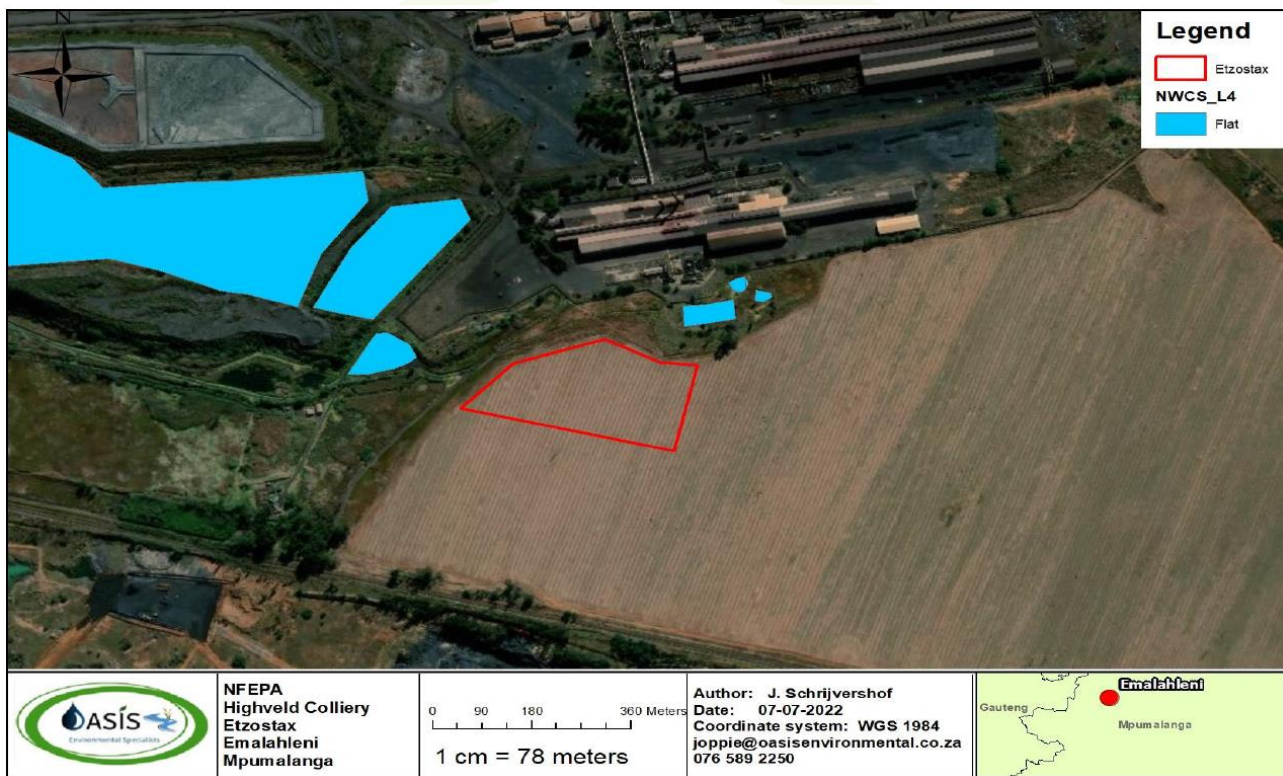 N
Legend
Etzostax
NWCS_L4
Flat
OASIS
Environmental Specialists
NFEPA
Highveld Colliery
Etzostax
Emalahleni
Mpumalanga
0 90 180 360 Meters
1 cm = 78 meters
Author: J. Schrijvershof
Date: 07-07-2022
Coordinate system: WGS 1984
joppie@oasisenvironmental.co.za
076 589 2250
Emalahleni
Gauteng
Mpumalanga